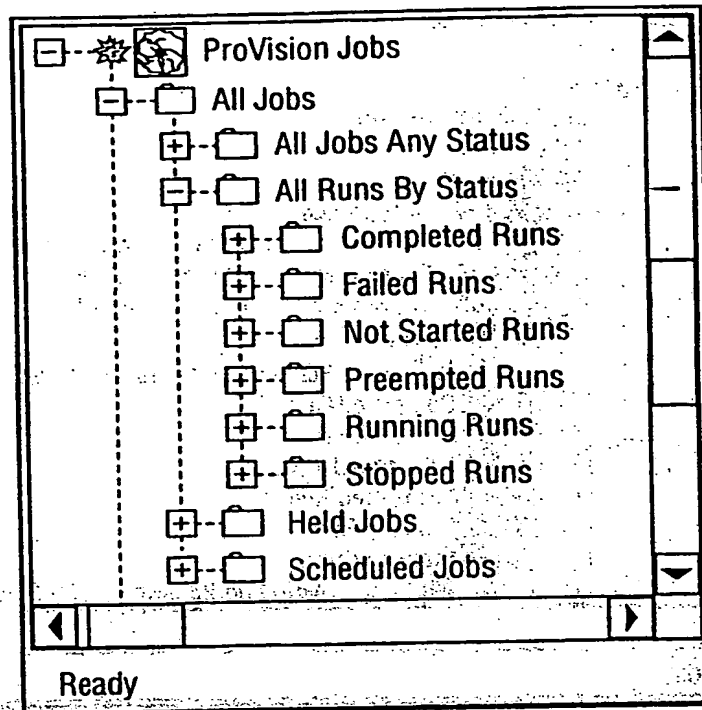 ProVision Jobs
All Jobs
All Jobs Any Status
All Runs By Status
Completed Runs
Failed Runs
Not Started Runs
Preempted Runs
Running Runs
Stopped Runs
Held Jobs
Scheduled Jobs
Ready